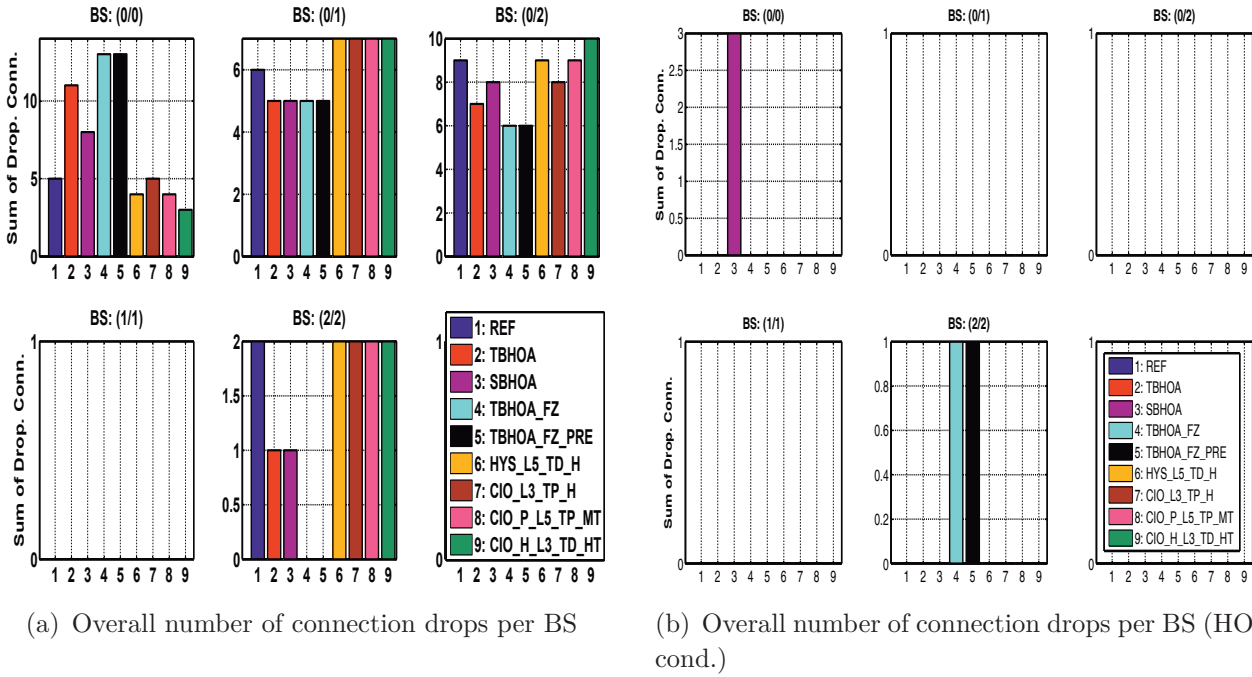 BS: (0/0)
BS: (0/1)
BS: (0/2)
Sum of Drop. Conn.
10
5
0
1 2 3 4 5 6 7 8 9
6
4
2
0
1 2 3 4 5 6 7 8 9
10
8
6
4
2
0
1 2 3 4 5 6 7 8 9
BS: (1/1)
BS: (2/2)
Sum of Drop. Conn.
1
0
1 2 3 4 5 6 7 8 9
2
1.5
1
0.5
0
1 2 3 4 5 6 7 8 9
1
0
1: REF
2: TBHOA
3: SBHOA
4: TBHOA_FZ
5: TBHOA_FZ_PRE
6: HYS_L5_TD_H
7: CIO_L3_TP_H
8: CIO_P_L5_TP_MT
9: CIO_H_L3_TD_HT
1 2 3 4 5 6 7 8 9
(a) Overall number of connection drops per BS
BS: (0/0)
BS: (0/1)
BS: (0/2)
Sum of Drop. Conn.
3
2.5
2
1.5
1
0.5
0
1 2 3 4 5 6 7 8 9
1
0
1 2 3 4 5 6 7 8 9
1
0
1 2 3 4 5 6 7 8 9
BS: (1/1)
BS: (2/2)
Sum of Drop. Conn.
1
0
1 2 3 4 5 6 7 8 9
1
0.8
0.6
0.4
0.2
0
1 2 3 4 5 6 7 8 9
1
0
1: REF
2: TBHOA
3: SBHOA
4: TBHOA_FZ
5: TBHOA_FZ_PRE
6: HYS_L5_TD_H
7: CIO_L3_TP_H
8: CIO_P_L5_TP_MT
9: CIO_H_L3_TD_HT
1 2 3 4 5 6 7 8 9
(b) Overall number of connection drops per BS (HO
cond.)